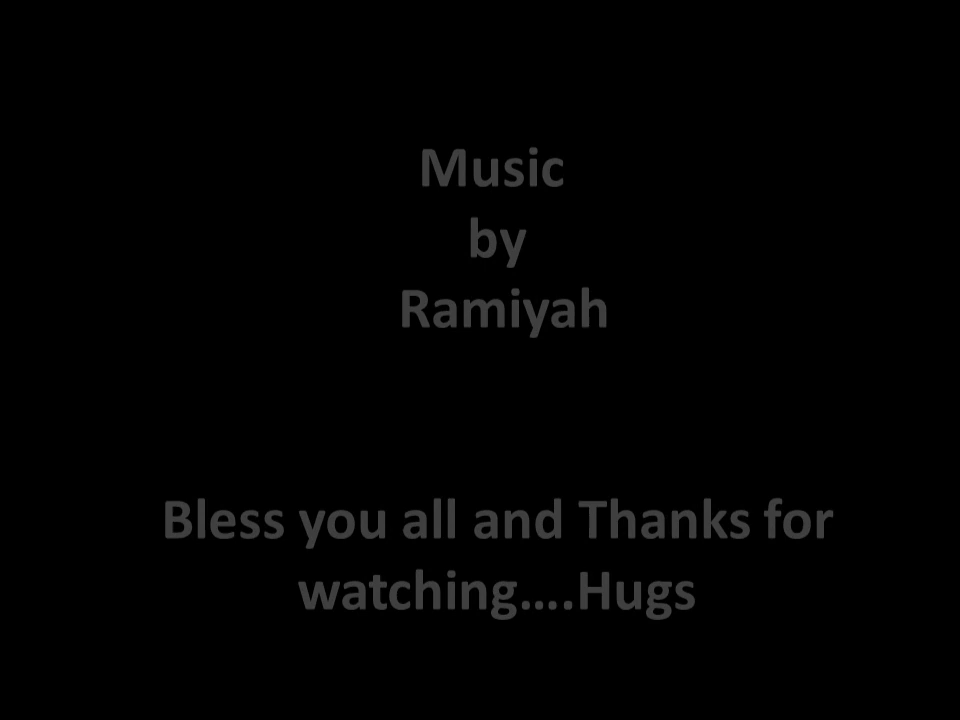 Music
by
Ramiyah
Bless you all and Thanks for
watching….Hugs